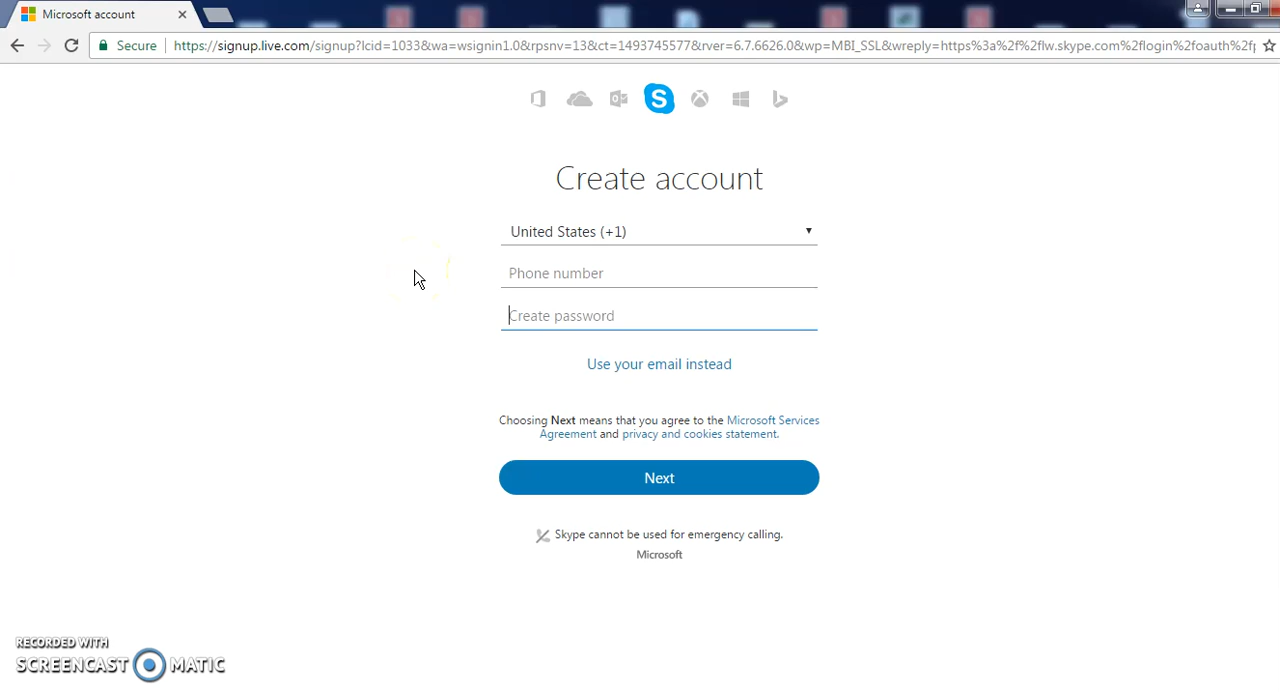 Microsoft account
Secure
https://signup.live.com/signup?lcid=1033&wa=wsignin1.0&rpsnv=13&ct=1493745577&rver=6.7.6626.0&wp=MBI_SSL&wreply=https%3a%2f%2flw.skype.com%2flogin%2foauth%2fp
S
Create account
United States (+1)
Phone number
Create password
Use your email instead
Choosing Next means that you agree to the Microsoft Services
Agreement and privacy and cookies statement.
Next
Skype cannot be used for emergency calling.
Microsoft
RECORDED WITH
SCREENCAST MATIC